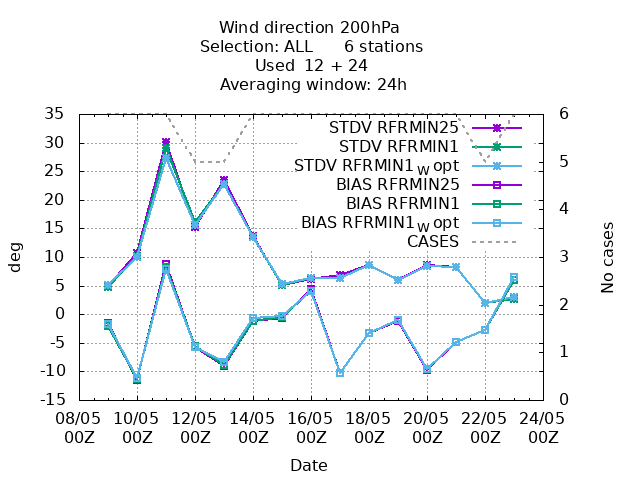 Wind direction 200hPa
Selection: ALL 6 stations
Used 12 + 24
Averaging window: 24h
35
30
25
20
15
10
5
0
-5
-10
-15
deg
STDV RFRMIN25
STDV RFRMIN1
STDV RFRMIN1w opt
BIAS RFRMIN25
BIAS RFRMIN1
BIAS RFRMIN1w opt
CASES
6
5
4
3
2
1
0
No cases
08/05 10/05 12/05 14/05 16/05 18/05 20/05 22/05 24/05
00Z 00Z 00Z 00Z 00Z 00Z 00Z 00Z 00Z
Date